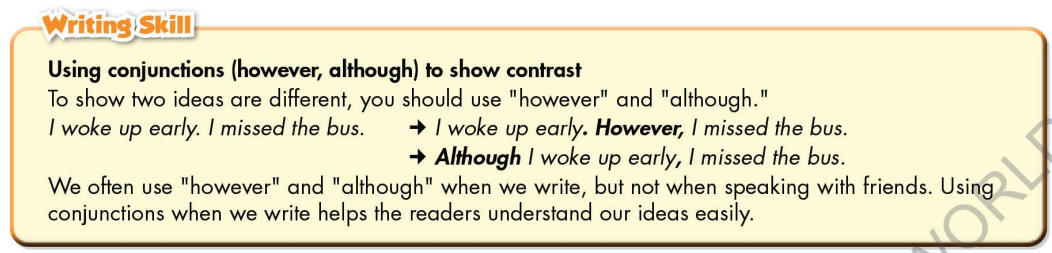 Writing Skill
Using conjunctions (however, although) to show contrast
To show two ideas are different, you should use "however" and "although."
I woke up early. I missed the bus. → I woke up early. However, I missed the bus.
→ Although I woke up early, I missed the bus.
We often use "however" and "although" when we write, but not when speaking with friends. Using
conjunctions when we write helps the readers understand our ideas easily.
WORLD